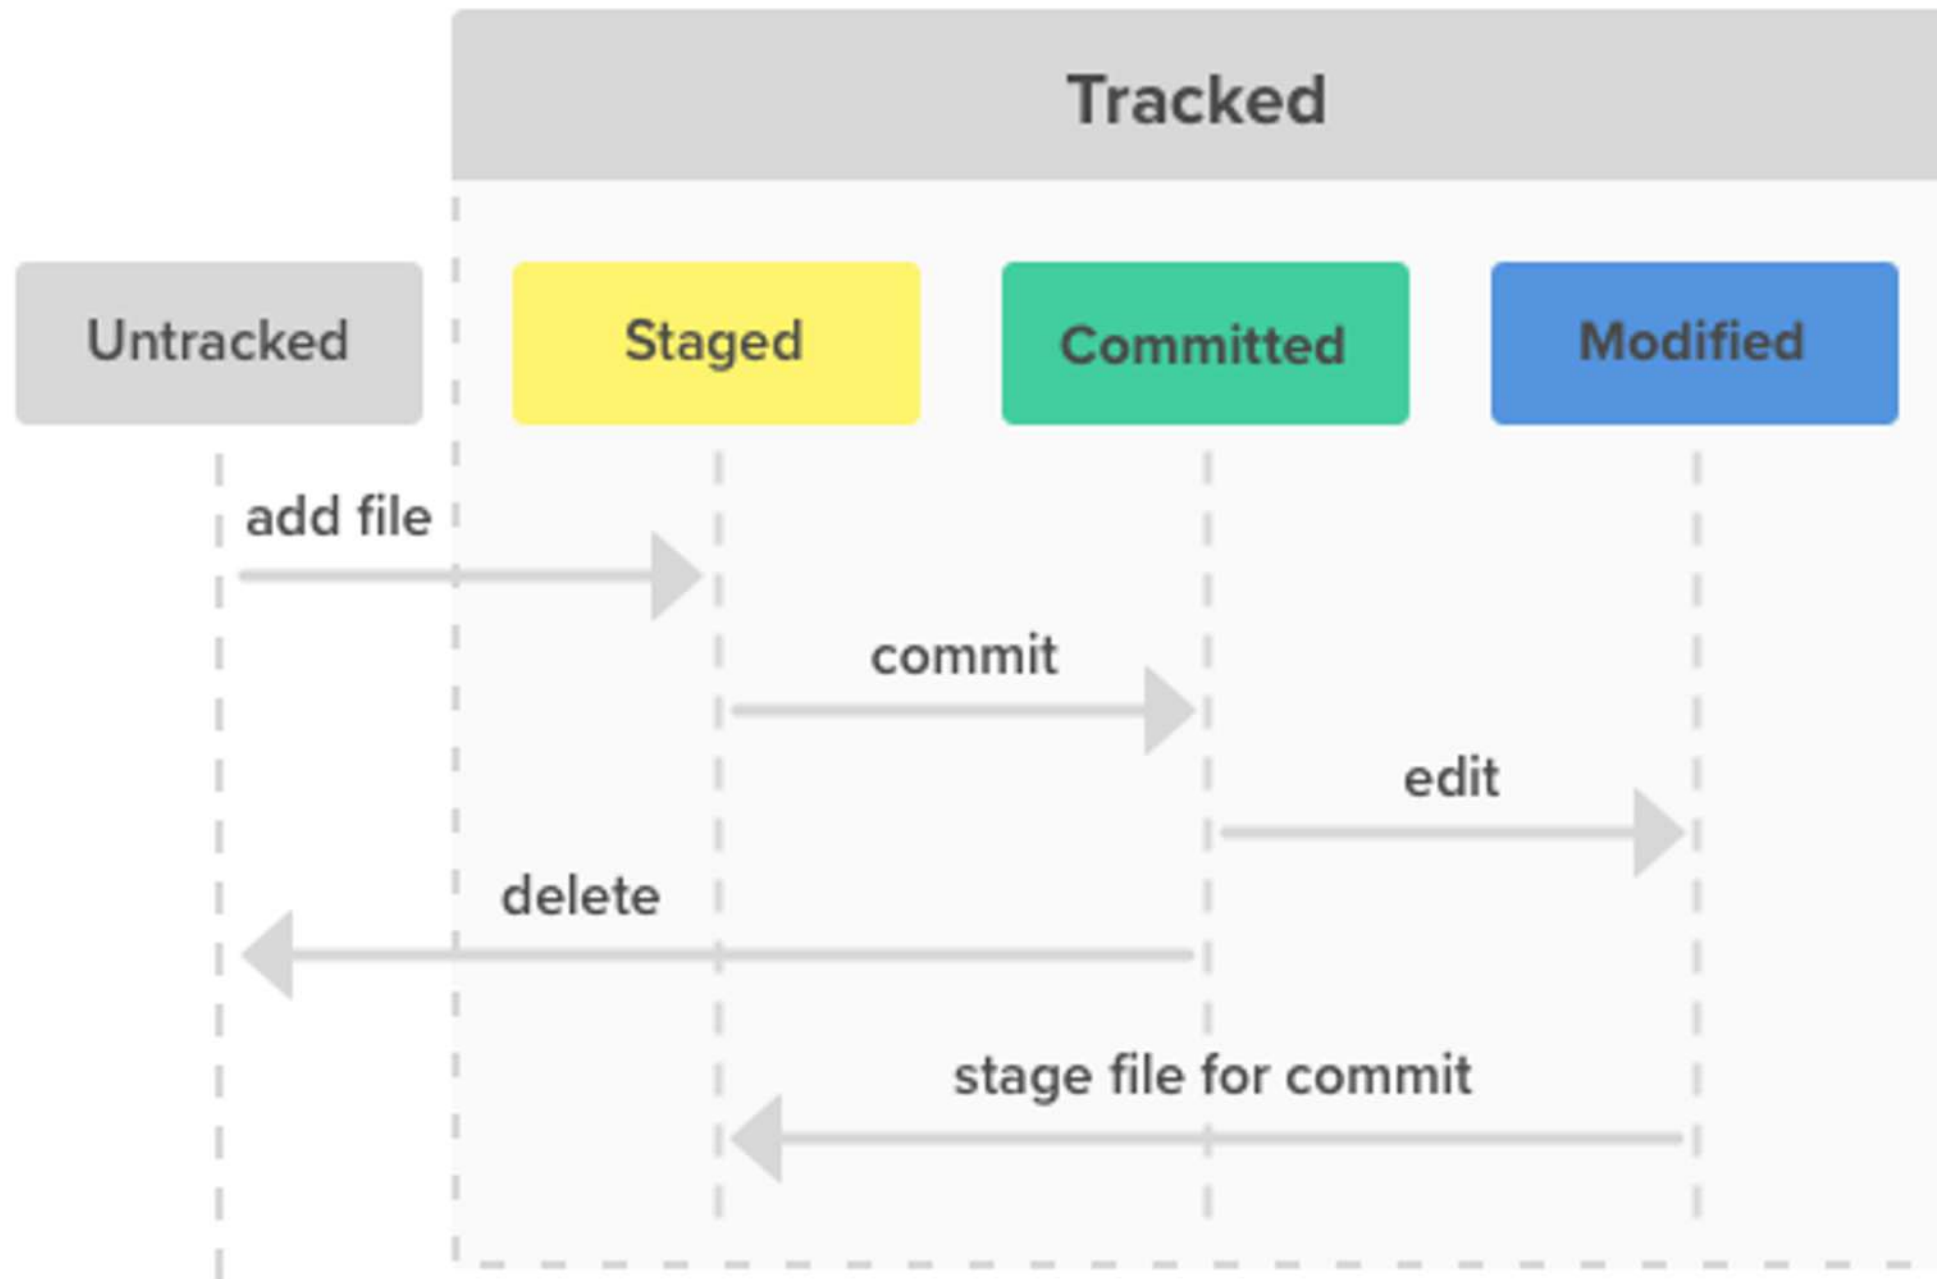 Tracked
Untracked
Staged
Committed
Modified
add file
commit
edit
delete
stage file for commit